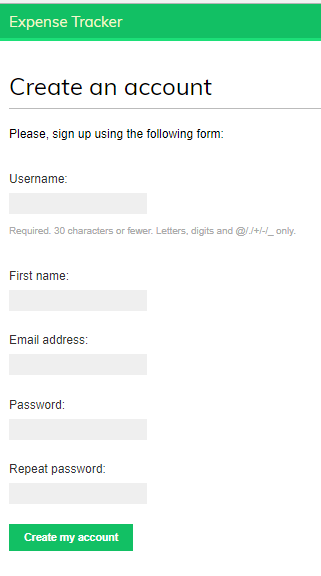 Expense Tracker
Create an account
Please, sign up using the following form:
Username:
Required. 30 characters or fewer. Letters, digits and @/./+/-/_ only.
First name:
Email address:
Password:
Repeat password:
Create my account